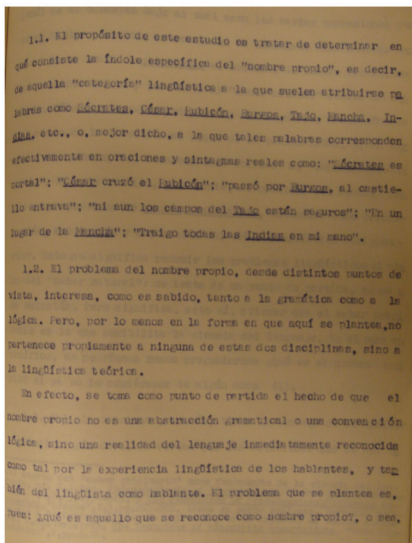 1.1. El propósito de este estudio es tratar de determinar en
qué consiste la índole específica del "nombre propio", es decir,
de aquella "categoría" lingüística a la que suelen atribuirse pa
labras como Sócrates, César, Rubicón, Burgos, Tajo, Mancha, In-
dias, etc., o, mejor dicho, a la que tales palabras corresponden
efectivamente en oraciones y sintagmas reales como: "Sócrates es
mortal"; "César cruzó el Rubicón"; "passó por Burgos, al castie-
llo entrava"; "ni aun los campos del Tajo están seguros"; "En un
lugar de la Mancha"; "Traigo todas las Indias en mi mano".
1.2. El problema del nombre propio, desde distintos puntos de
vista, interesa, como es sabido, tanto a la gramática como a la
lógica. Pero, por lo menos en la forma en que aquí se plantea, no
pertenece propiamente a ninguna de estas dos disciplinas, sino a
la lingüística teórica.
En efecto, se toma como punto de partida el hecho de que el
nombre propio no es una abstracción gramatical o una convención
lógica, sino una realidad del lenguaje inmediatamente reconocida
como tal por la experiencia lingüística de los hablantes, y tam
bién del lingüista como hablante. El problema que se plantea es,
pues: ¿qué es aquello que se reconoce como nombre propio?, o sea,